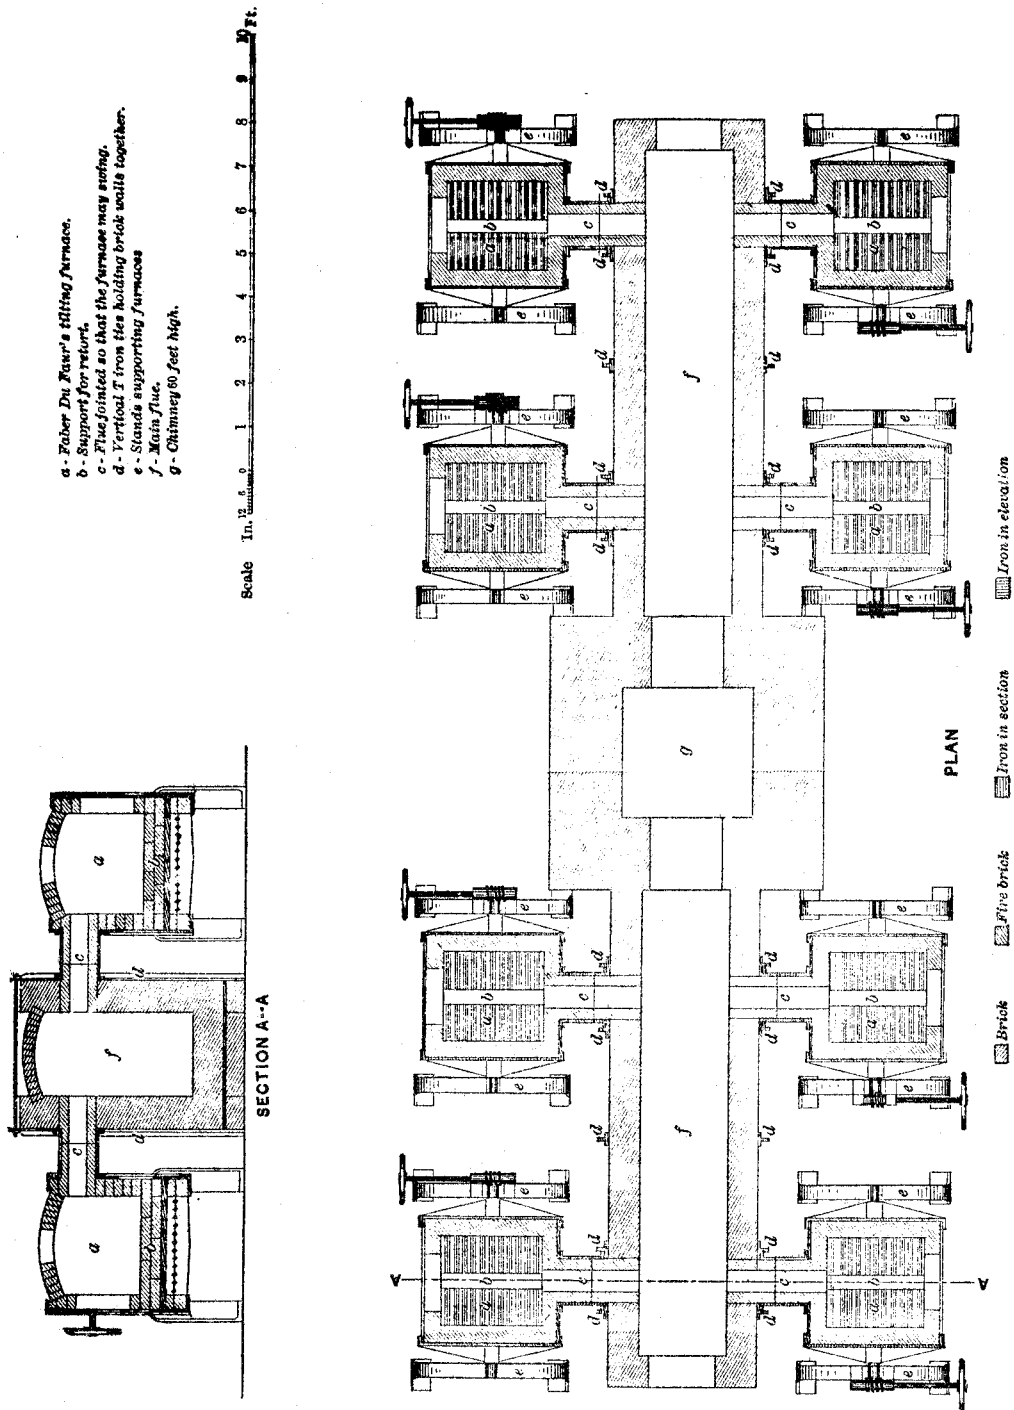 a - Faber Du Faur's tilting furnace.
b - Support for retort.
c - Flue jointed so that the furnace may swing.
d - Vertical T iron ties holding brick walls together.
e - Stands supporting furnaces
f - Main flue.
g - Chimney 60 feet high.
Scale In. 12 6 0 1 2 3 4 5 6 7 8 9 10 Ft.
a
c
d
f
d
c
a
b
b
SECTION A--A
e e e e e e e e
d d d d d d d d d d
a b c a b c a b c a b c
f g f
a b c a b c a b c a b c
d d d d d d d d d d
e e e e e e e e
A A
PLAN
Brick
Fire brick
Iron in section
Iron in elevation